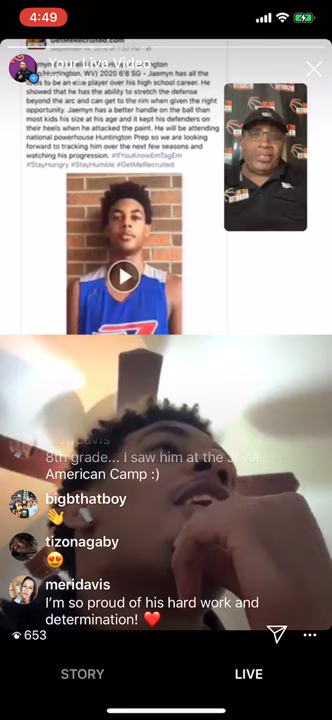 4:49
GetMeRecruited.com
Your Live Video
Huntington, WV) 2020 6'8 SG - Jaemyn has all the
to be an elite player over his high school career. He
showed that he has the ability to stretch the defense
beyond the arc and can get to the rim when given the right
opportunity. Jaemyn has a better handle on the ball than
most kids his size at his age and it kept his defenders on
their heels when he attacked the paint. He will be attending
national powerhouse Huntington Prep so we are looking
forward to tracking him over the next few seasons and
watching his progression. #IfYouKnowEmTagEm
#StayHungry #StayHumble #GetMeRecruited
meridavis
8th grade... I saw him at the Jr All
American Camp :)
bigbthatboy
👋
tizonagaby
😍
meridavis
I'm so proud of his hard work and
determination! ❤️
653
STORY
LIVE